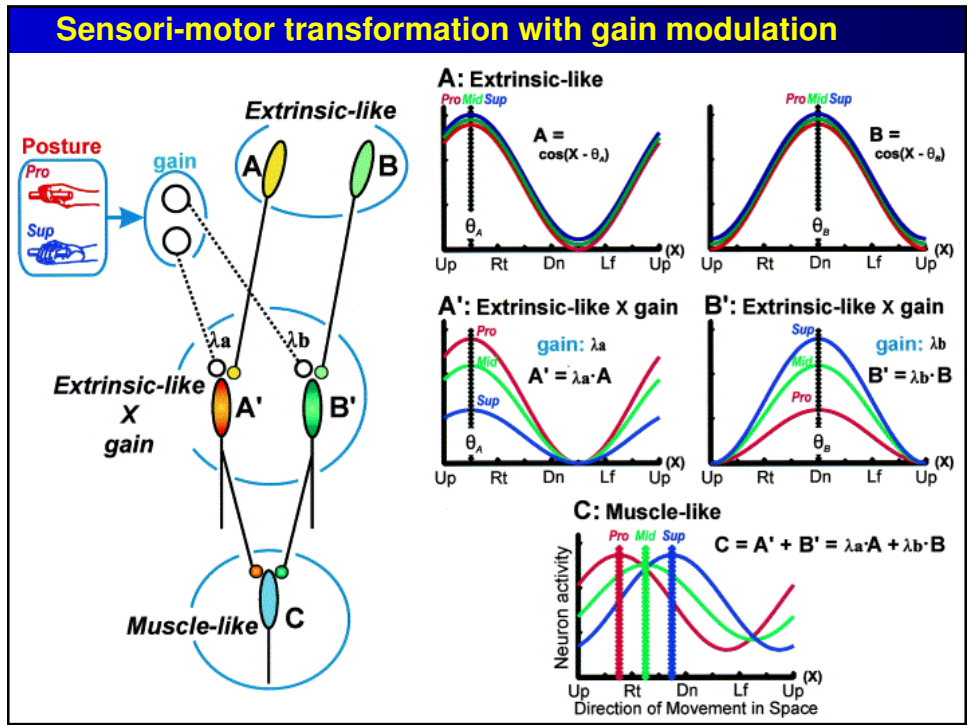 Sensori-motor transformation with gain modulation
Extrinsic-like
Posture
Pro
Sup
gain
A
B
λa
λb
Extrinsic-like
X
gain
A'
B'
Muscle-like
C
A: Extrinsic-like
Pro Mid Sup
A =
cos(X - θA)
θA
Up Rt Dn Lf Up (X)
Pro Mid Sup
B =
cos(X - θB)
θB
Up Rt Dn Lf Up (X)
A': Extrinsic-like X gain
Pro
gain: λa
Mid
A' = λa·A
Sup
θA
Up Rt Dn Lf Up (X)
B': Extrinsic-like X gain
Sup
gain: λb
Mid
B' = λb·B
Pro
θB
Up Rt Dn Lf Up (X)
C: Muscle-like
Pro Mid Sup
C = A' + B' = λa·A + λb·B
Neuron activity
Up Rt Dn Lf Up (X)
Direction of Movement in Space